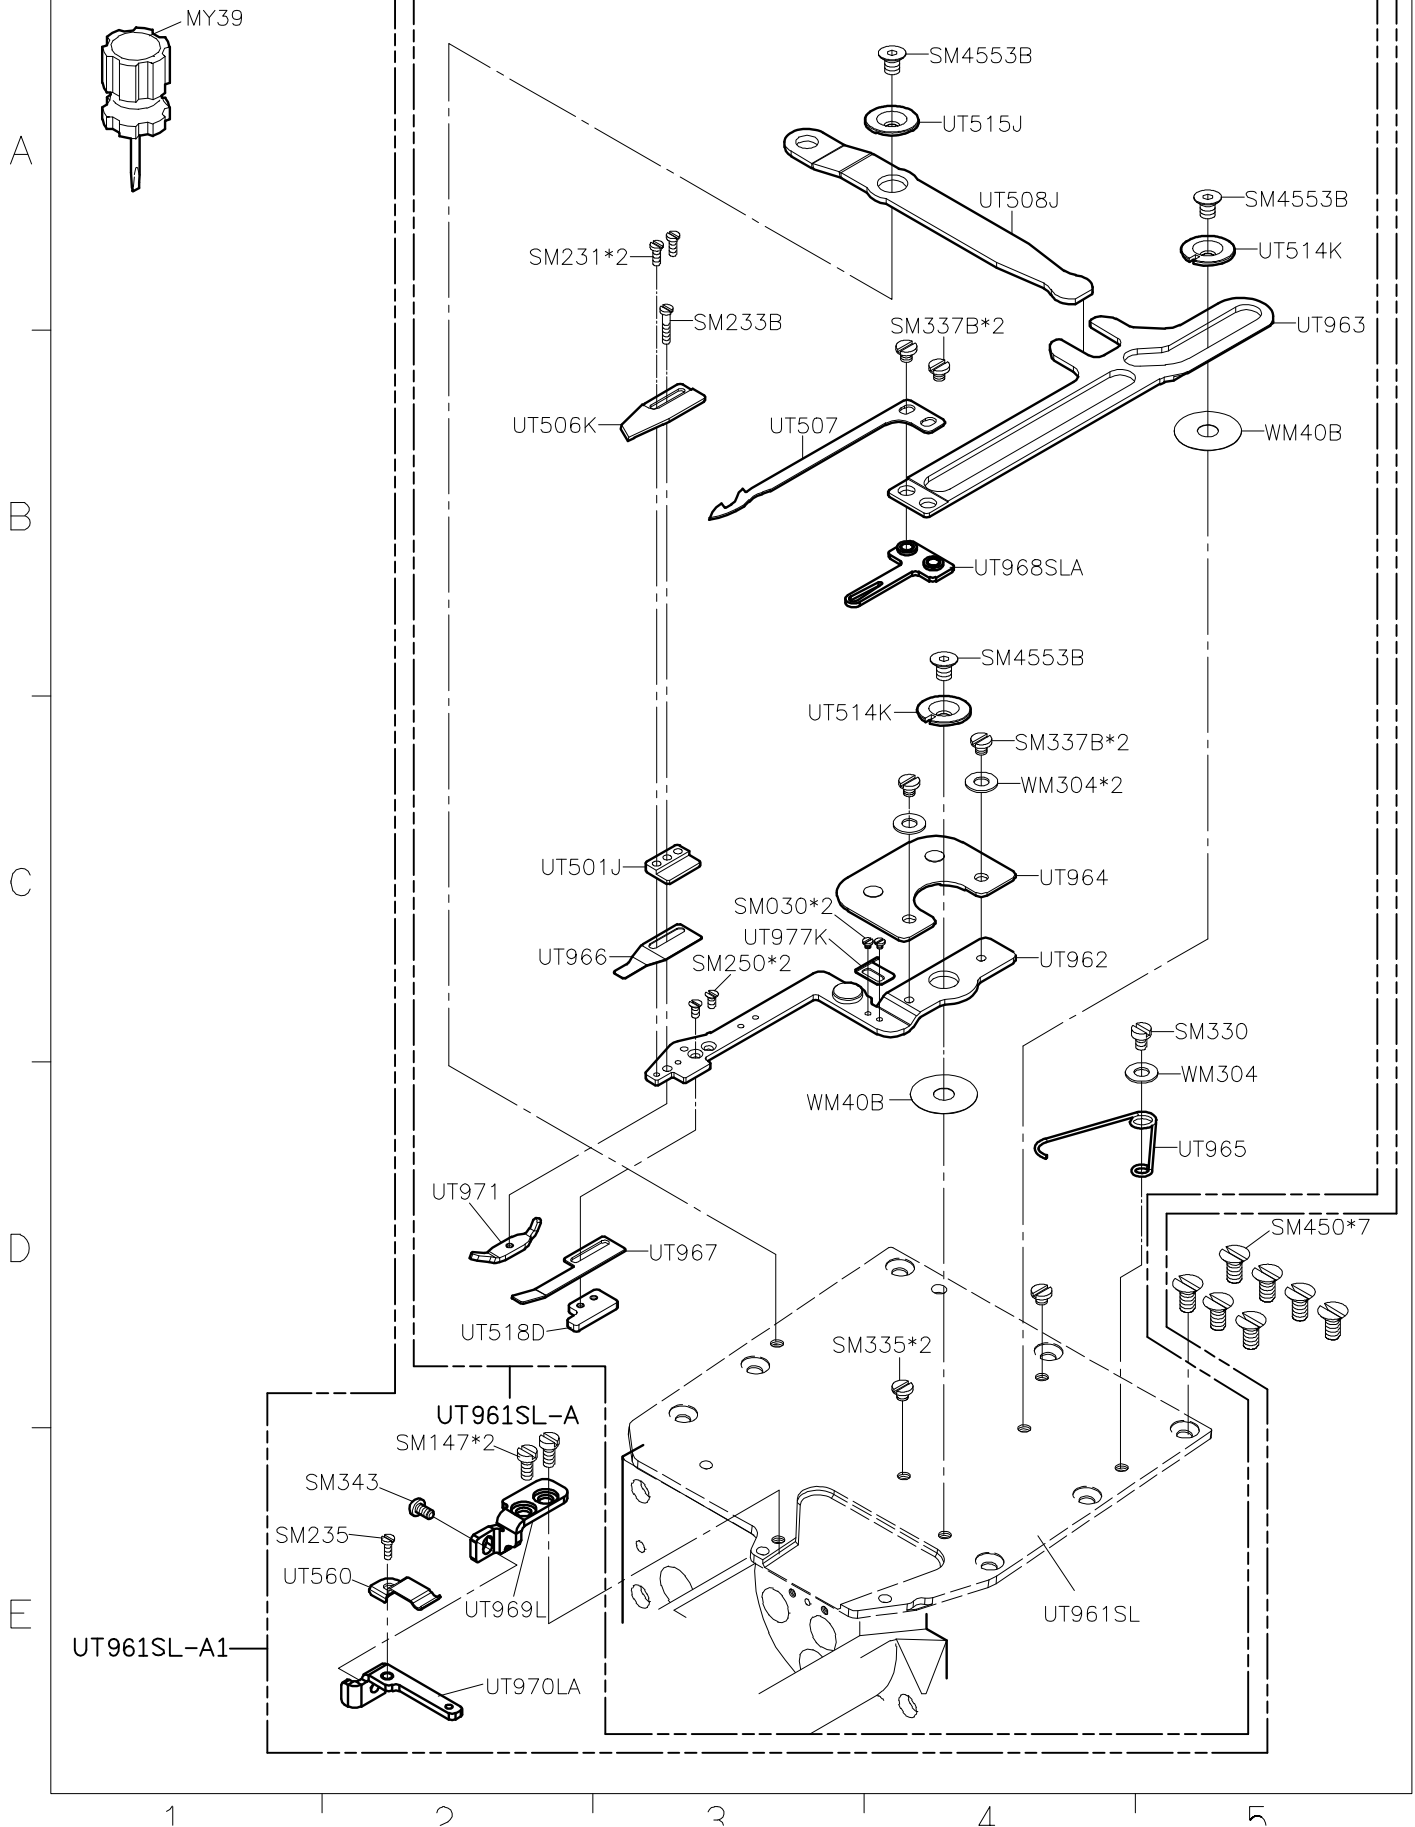 MY39
SM4553B
UT515J
A
UT508J
SM4553B
SM231*2
UT514K
SM233B
SM337B*2
UT963
UT506K
UT507
WM40B
B
UT968SLA
SM4553B
UT514K
SM337B*2
WM304*2
UT501J
UT964
C
SM030*2
UT977K
UT966
SM250*2
UT962
SM330
WM304
WM40B
UT965
UT971
SM450*7
D
UT967
UT518D
SM335*2
UT961SL-A
SM147*2
SM343
SM235
UT560
UT969L
UT961SL
E
UT961SL-A1
UT970LA
1 2 3 4 5